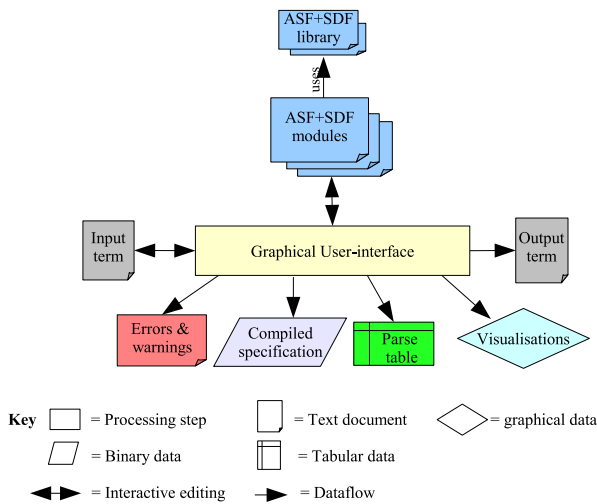 ASF+SDF
library
uses
ASF+SDF
modules
Input
term
Graphical User-interface
Output
term
Errors &
warnings
Compiled
specification
Parse
table
Visualisations
Key
= Processing step
= Text document
= graphical data
= Binary data
= Tabular data
= Interactive editing
= Dataflow